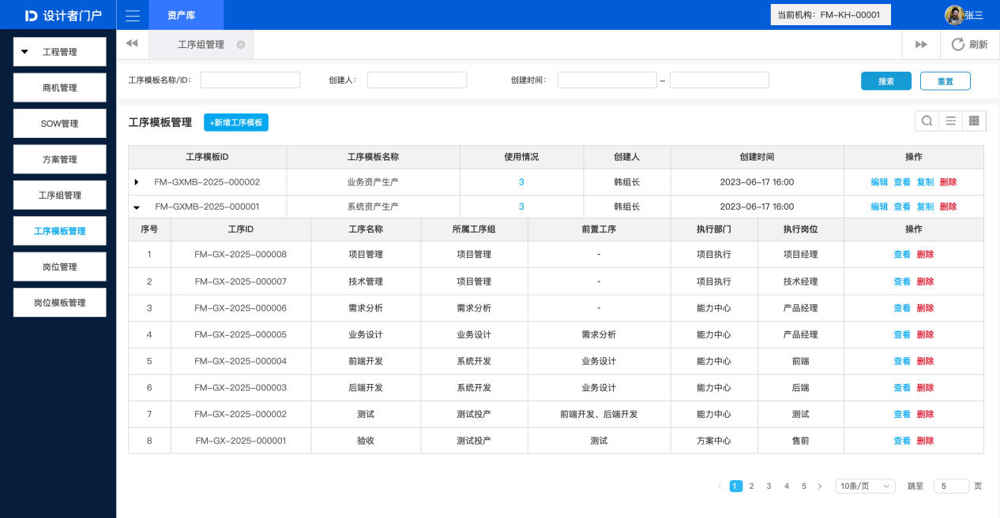 设计者门户
资产库
当前机构：FM-KH-00001
张三
工程管理
商机管理
SOW管理
方案管理
工序组管理
工序模板管理
岗位管理
岗位模板管理
工序组管理
刷新
工序模板名称/ID：
创建人：
创建时间：
–
搜索
重置
工序模板管理
+新增工序模板
工序模板ID 工序模板名称 使用情况 创建人 创建时间 操作
FM-GXMB-2025-000002 业务资产生产 3 韩组长 2023-06-17 16:00 编辑 查看 复制 删除
FM-GXMB-2025-000001 系统资产生产 3 韩组长 2023-06-17 16:00 编辑 查看 复制 删除
序号 工序ID 工序名称 所属工序组 前置工序 执行部门 执行岗位 操作
1 FM-GX-2025-000008 项目管理 项目管理 - 项目执行 项目经理 查看 删除
2 FM-GX-2025-000007 技术管理 项目管理 - 项目执行 技术经理 查看 删除
3 FM-GX-2025-000006 需求分析 需求分析 - 能力中心 产品经理 查看 删除
4 FM-GX-2025-000005 业务设计 业务设计 需求分析 能力中心 产品经理 查看 删除
5 FM-GX-2025-000004 前端开发 系统开发 业务设计 能力中心 前端 查看 删除
6 FM-GX-2025-000003 后端开发 系统开发 业务设计 能力中心 后端 查看 删除
7 FM-GX-2025-000002 测试 测试投产 前端开发、后端开发 能力中心 测试 查看 删除
8 FM-GX-2025-000001 验收 测试投产 测试 方案中心 售前 查看 删除
1 2 3 4 5 10条/页 跳至 5 页